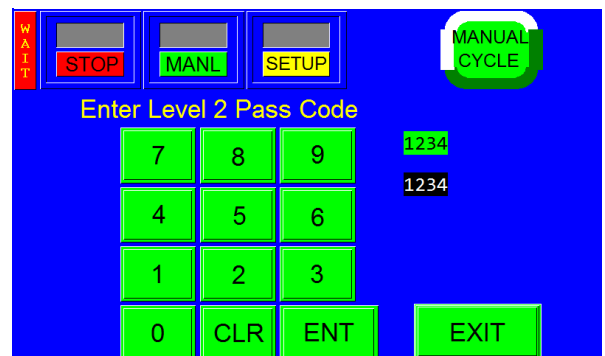 WAIT
STOP
MANL
SETUP
MANUAL
CYCLE
Enter Level 2 Pass Code
7 8 9
1234
1234
4 5 6
1 2 3
0 CLR ENT
EXIT